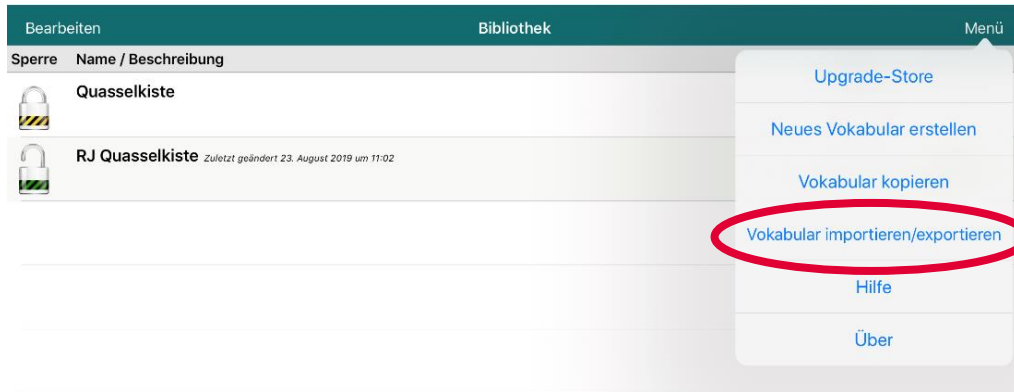 Bearbeiten Bibliothek Menü
Sperre Name / Beschreibung
Quasselkiste
RJ Quasselkiste Zuletzt geändert 23. August 2019 um 11:02
Upgrade-Store
Neues Vokabular erstellen
Vokabular kopieren
Vokabular importieren/exportieren
Hilfe
Über